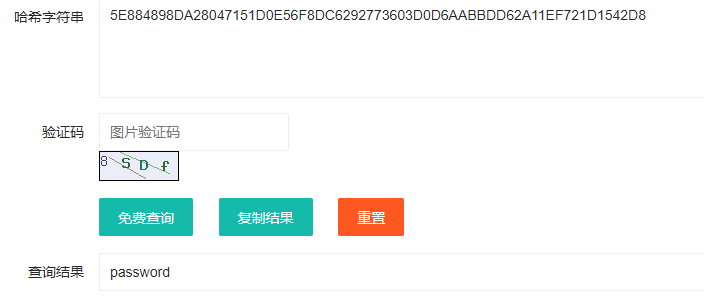 哈希字符串 5E884898DA28047151D0E56F8DC6292773603D0D6AABBDD62A11EF721D1542D8
验证码 图片验证码
8SDf
免费查询 复制结果 重置
查询结果 password